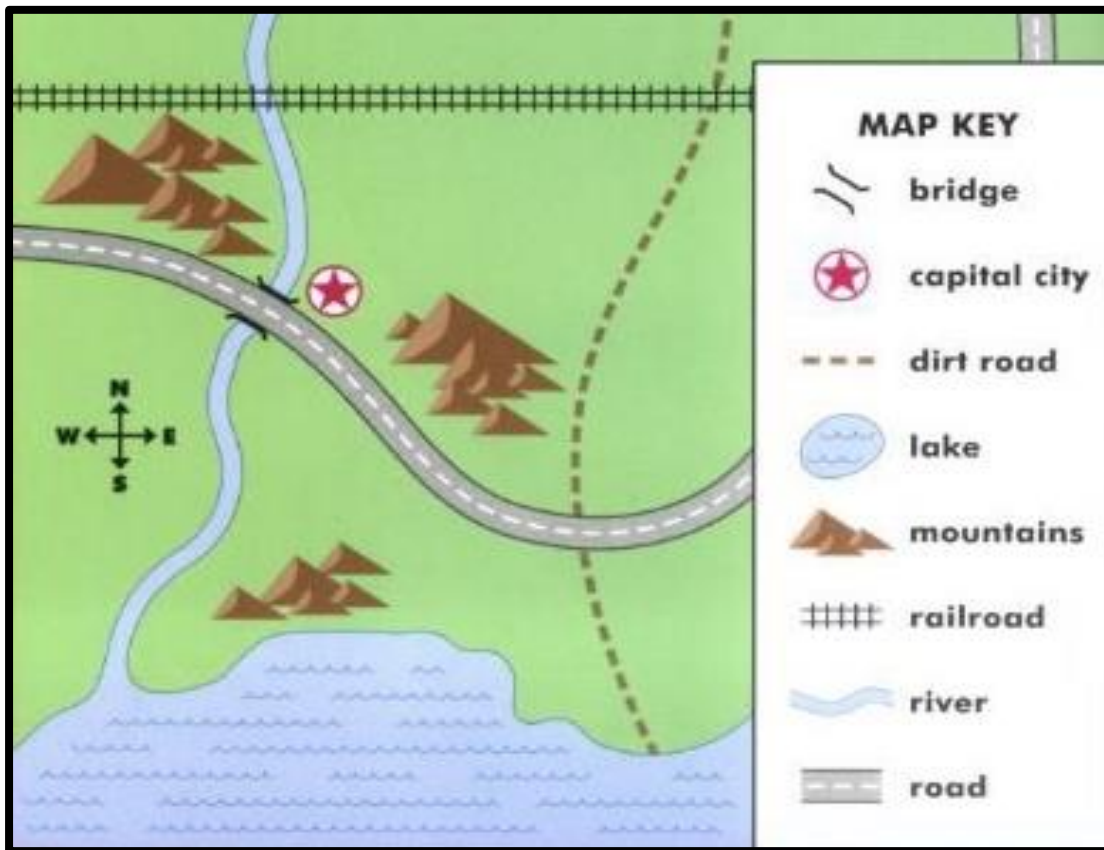 N
W E
S
MAP KEY
bridge
capital city
dirt road
lake
mountains
railroad
river
road